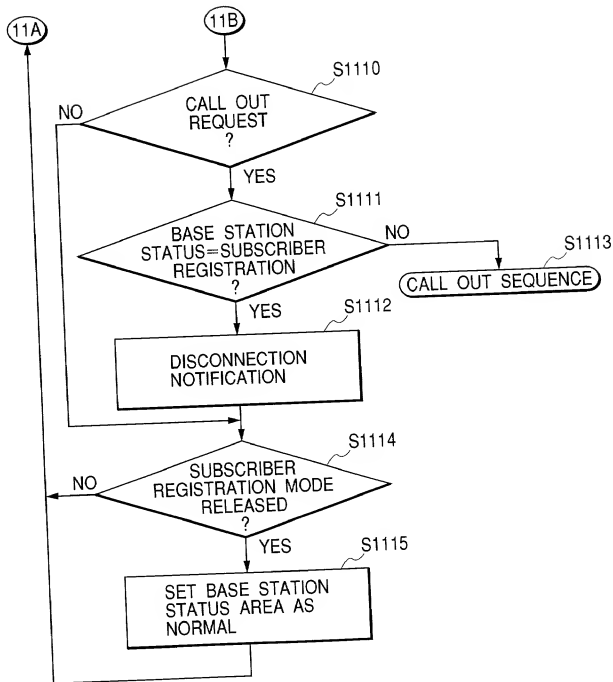 11A
11B
S1110
NO
CALL OUT
REQUEST
?
YES
S1111
BASE STATION
STATUS=SUBSCRIBER
REGISTRATION
?
NO
S1113
CALL OUT SEQUENCE
YES
S1112
DISCONNECTION
NOTIFICATION
S1114
NO
SUBSCRIBER
REGISTRATION MODE
RELEASED
?
YES
S1115
SET BASE STATION
STATUS AREA AS
NORMAL